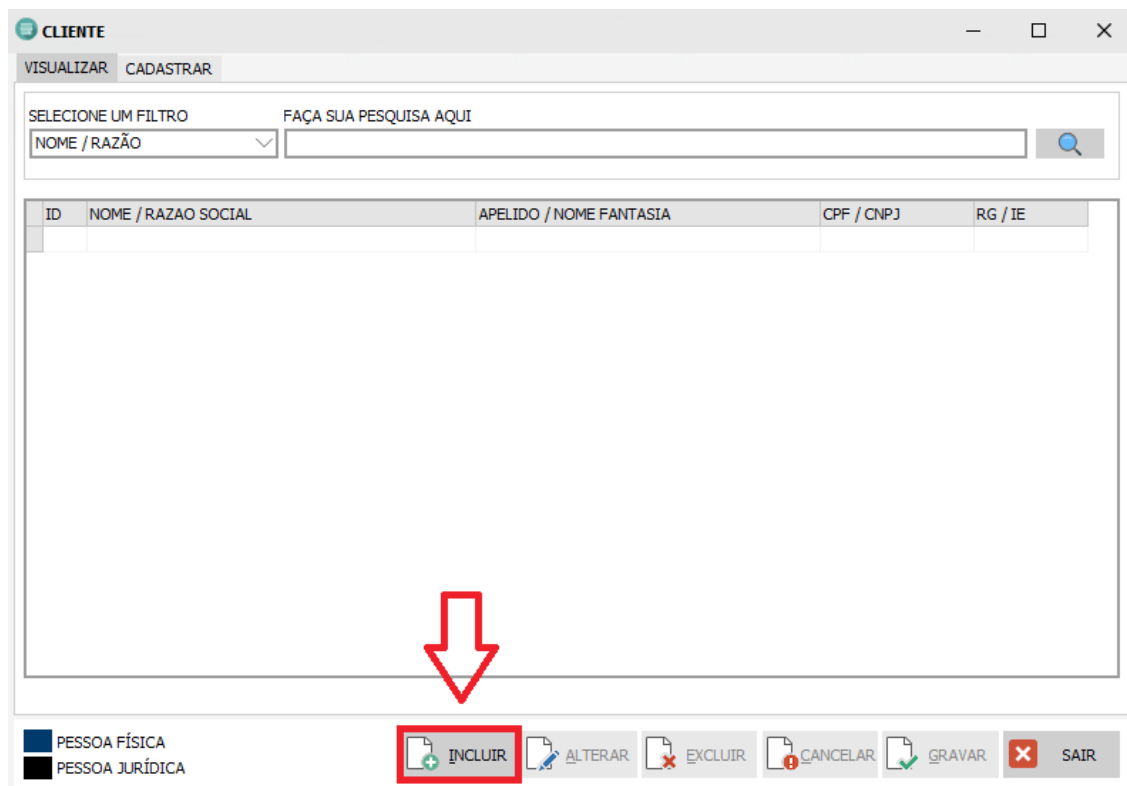 CLIENTE
VISUALIZAR CADASTRAR
SELECIONE UM FILTRO FAÇA SUA PESQUISA AQUI
NOME / RAZÃO
ID NOME / RAZAO SOCIAL APELIDO / NOME FANTASIA CPF / CNPJ RG / IE
PESSOA FÍSICA
PESSOA JURÍDICA
INCLUIR ALTERAR EXCLUIR CANCELAR GRAVAR SAIR